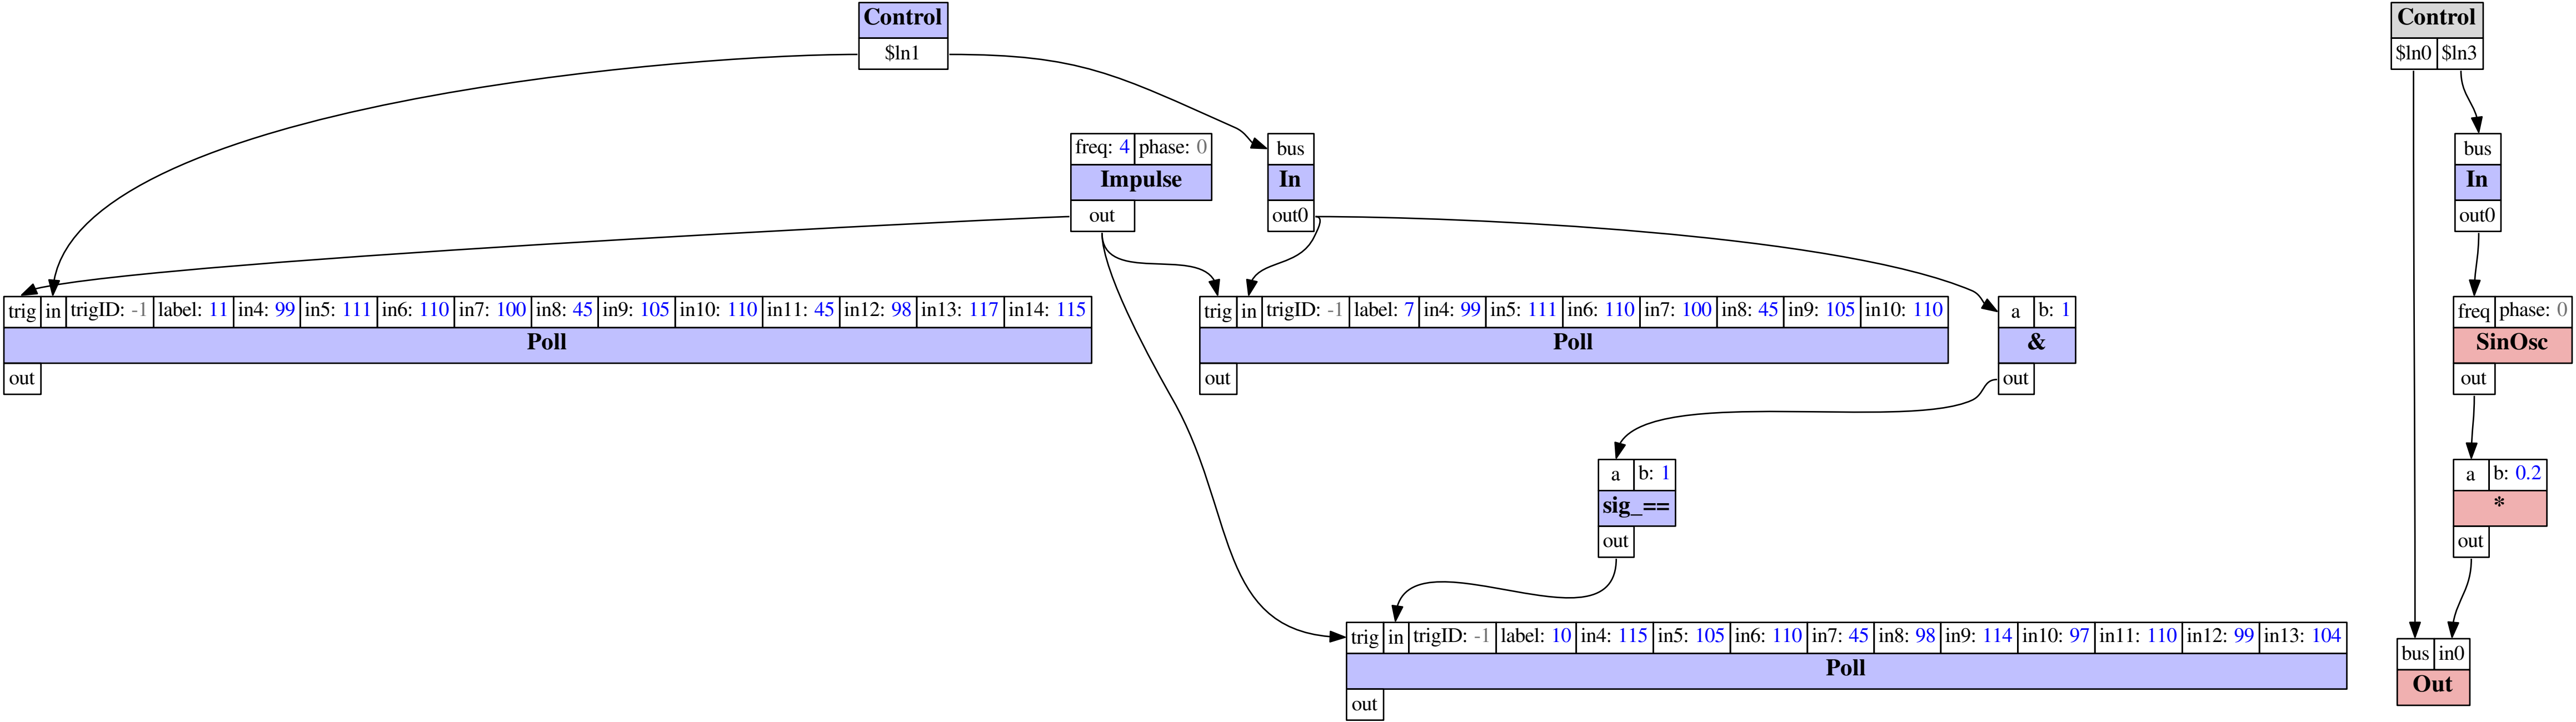 Control
$ln1
Control
$ln0 $ln3
freq: 4 phase: 0
Impulse
out
bus
In
out0
bus
In
out0
trig in trigID: -1 label: 11 in4: 99 in5: 111 in6: 110 in7: 100 in8: 45 in9: 105 in10: 110 in11: 45 in12: 98 in13: 117 in14: 115
Poll
out
trig in trigID: -1 label: 7 in4: 99 in5: 111 in6: 110 in7: 100 in8: 45 in9: 105 in10: 110
Poll
out
a b: 1
&
out
freq phase: 0
SinOsc
out
a b: 1
sig_==
out
a b: 0.2
*
out
trig in trigID: -1 label: 10 in4: 115 in5: 105 in6: 110 in7: 45 in8: 98 in9: 114 in10: 97 in11: 110 in12: 99 in13: 104
Poll
out
bus in0
Out